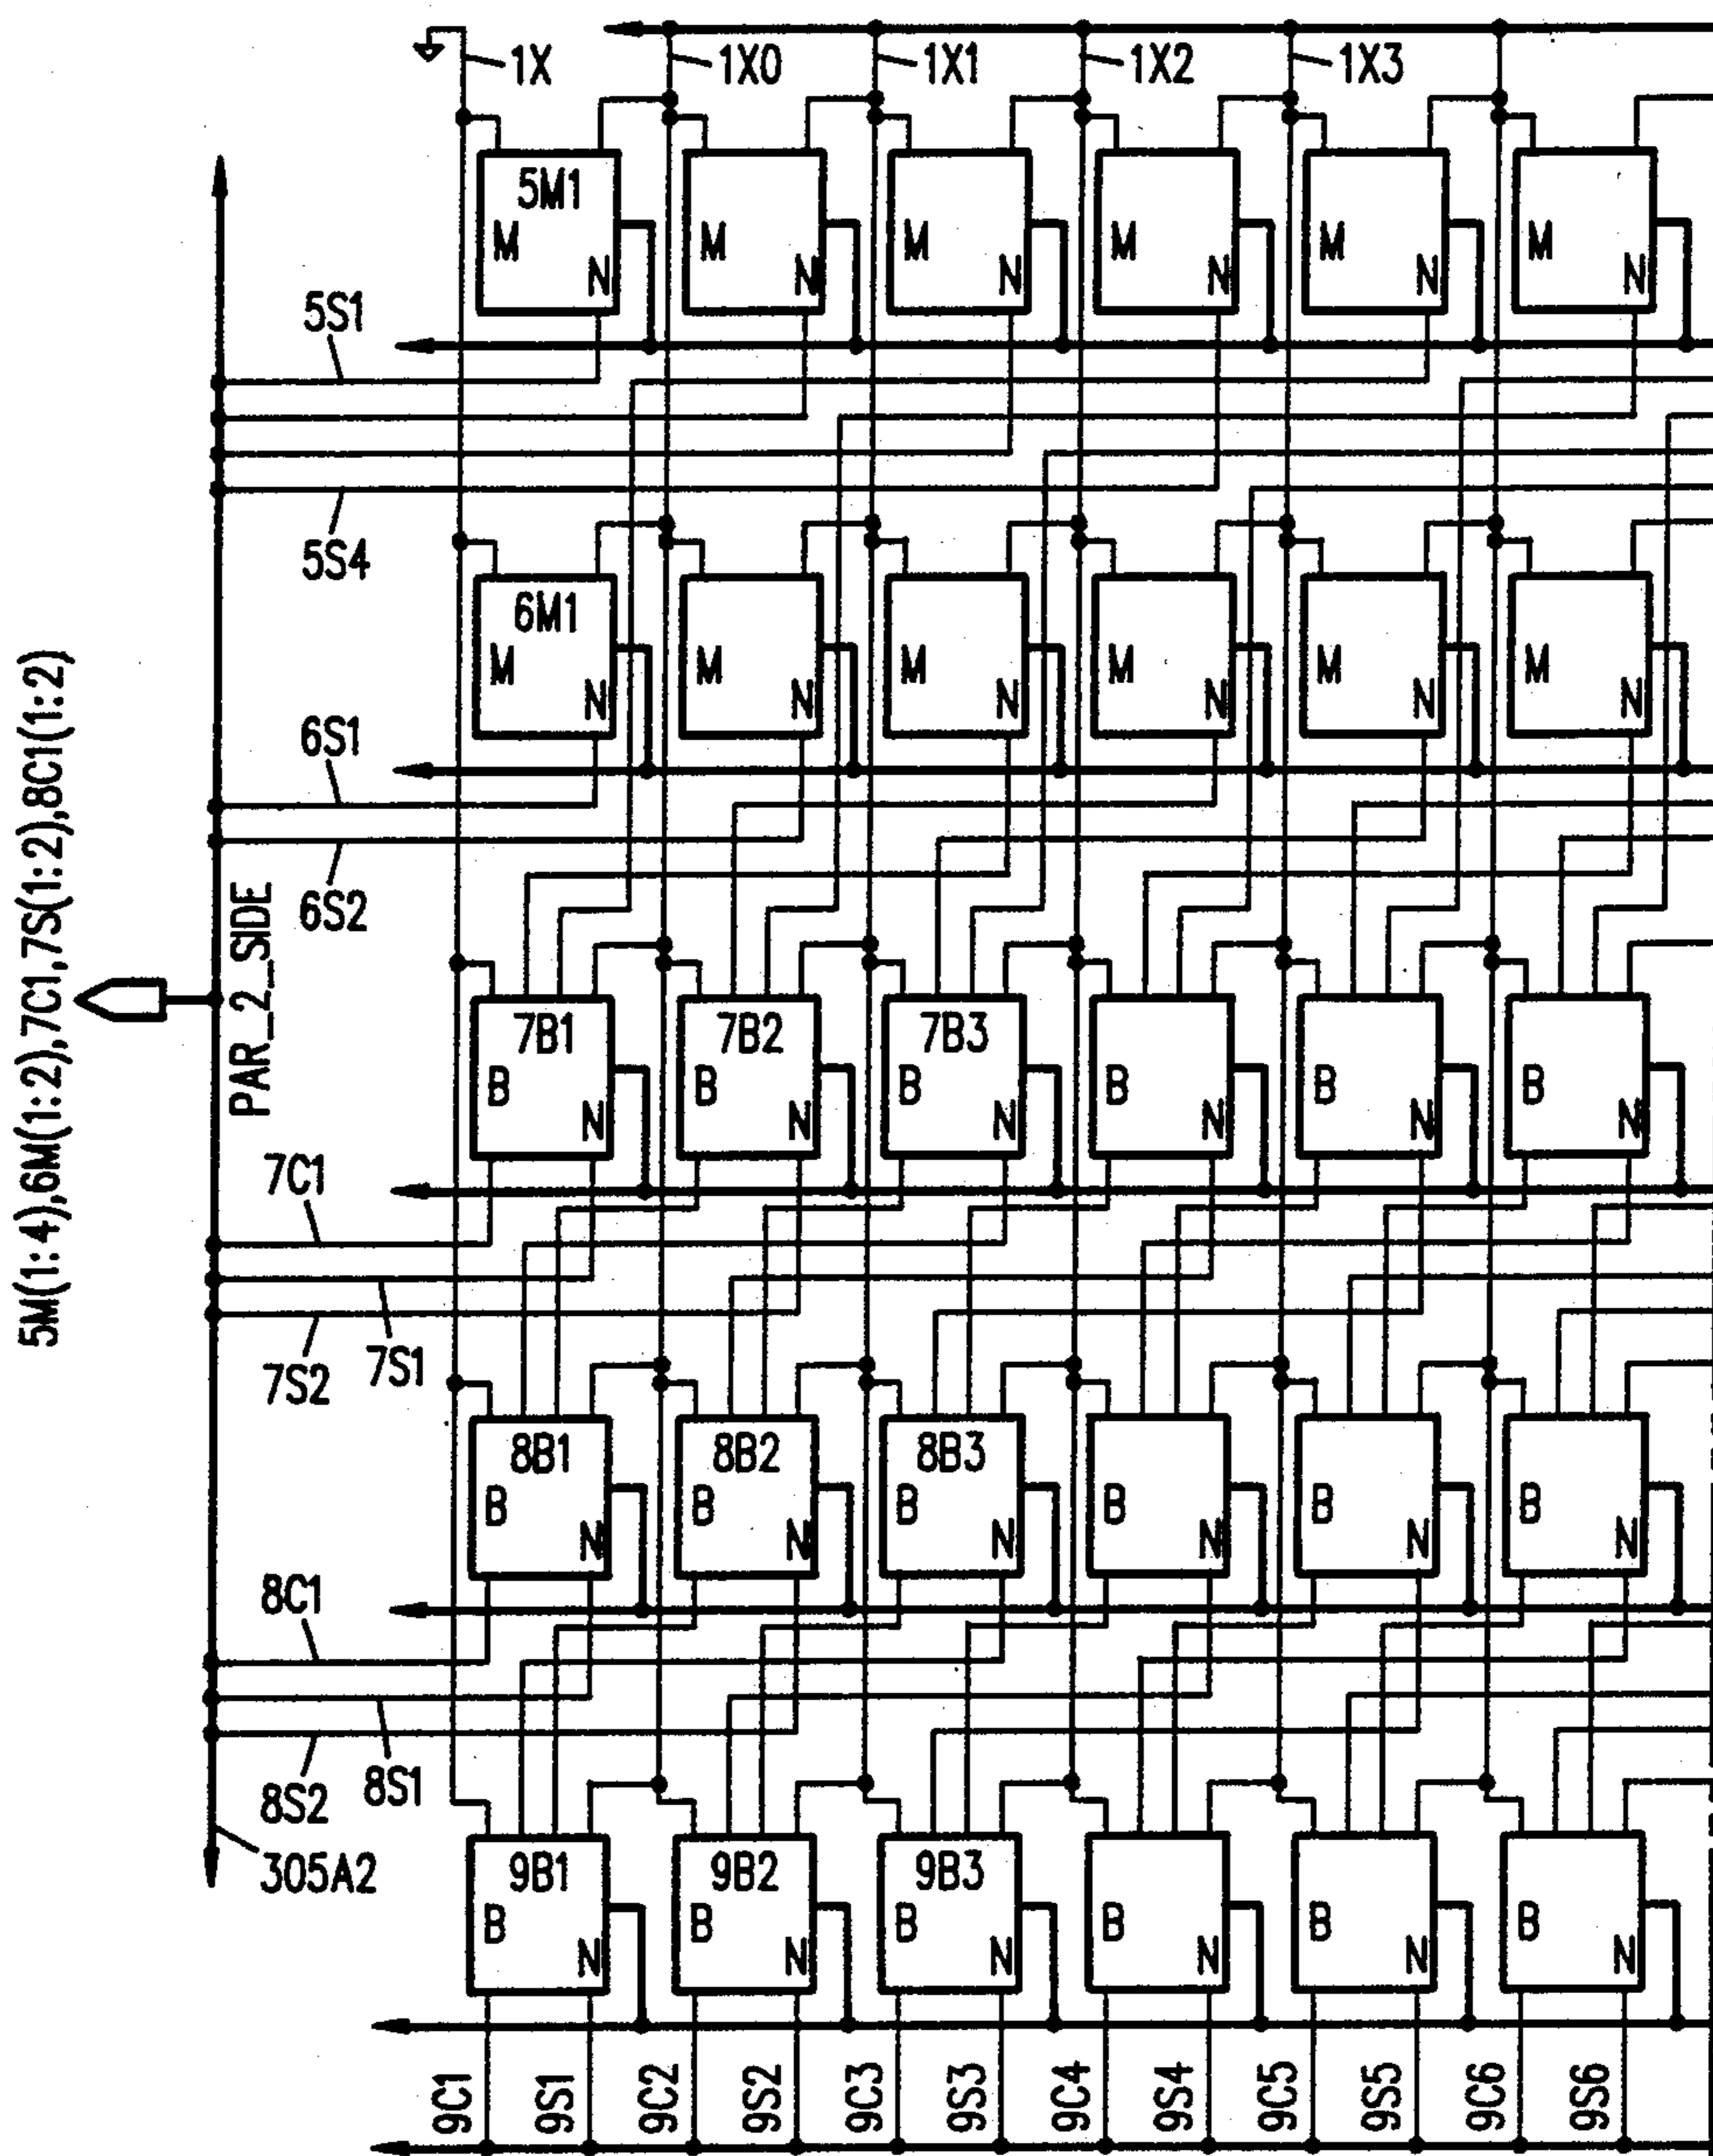 1X 1X0 1X1 1X2 1X3
5M1
M N M N M N M N M N M N
5S1
5S4
6M1
M N M N M N M N M N M N
6S1
6S2
5M(1:4),6M(1:2),7C1,7S(1:2),8C1(1:2)
PAR_2_SIDE
7B1 7B2 7B3
B N B N B N B N B N B N
7C1
7S1
7S2
8B1 8B2 8B3
B N B N B N B N B N B N
8C1
8S1
8S2
305A2
9B1 9B2 9B3
B N B N B N B N B N B N
9C1 9S1 9C2 9S2 9C3 9S3 9C4 9S4 9C5 9S5 9C6 9S6